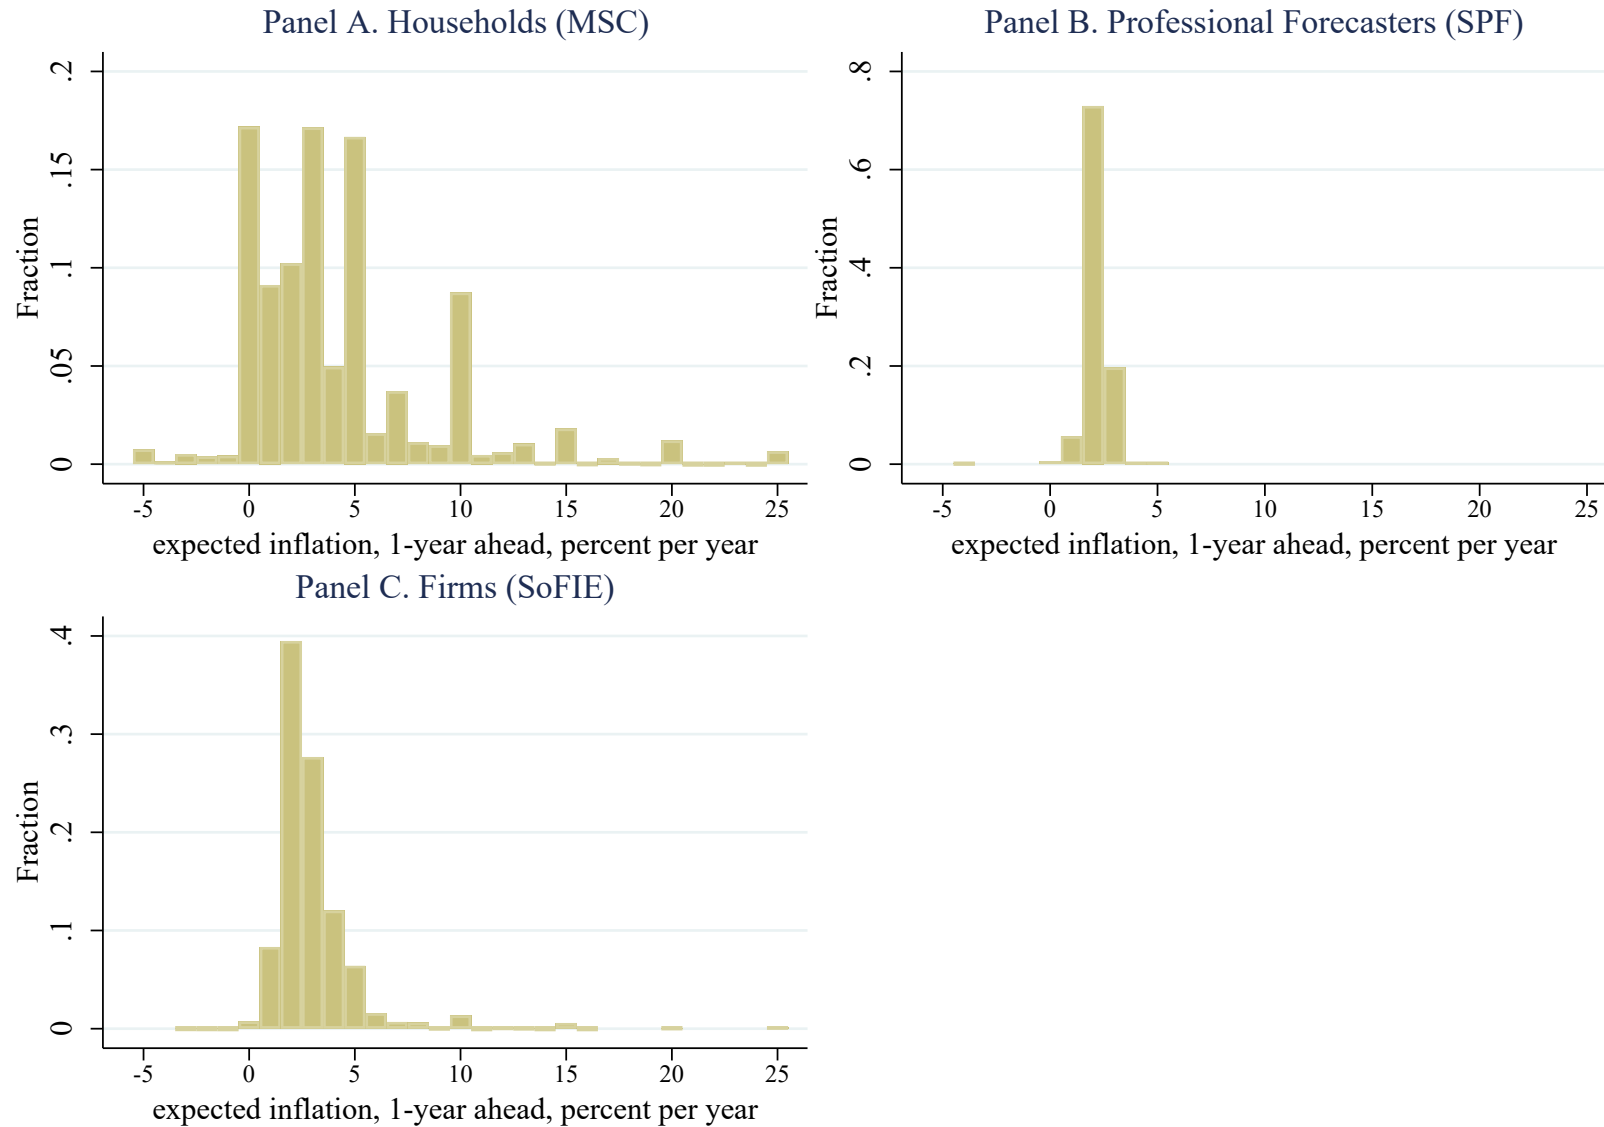 Panel A. Households (MSC)
Fraction
.2
.15
.1
.05
0
-5 0 5 10 15 20 25
expected inflation, 1-year ahead, percent per year
Panel B. Professional Forecasters (SPF)
Fraction
.8
.6
.4
.2
0
-5 0 5 10 15 20 25
expected inflation, 1-year ahead, percent per year
Panel C. Firms (SoFIE)
Fraction
.4
.3
.2
.1
0
-5 0 5 10 15 20 25
expected inflation, 1-year ahead, percent per year